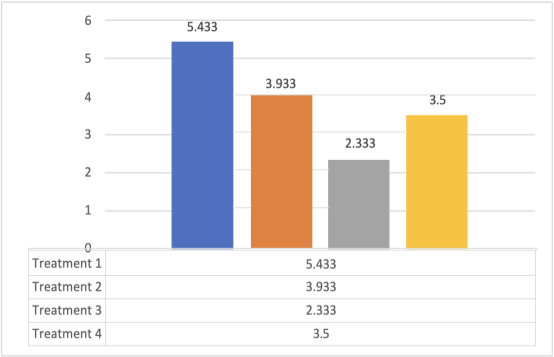 6
5.433
5
3.933
4
3.5
3
2.333
2
1
0
Treatment 1 5.433
Treatment 2 3.933
Treatment 3 2.333
Treatment 4 3.5